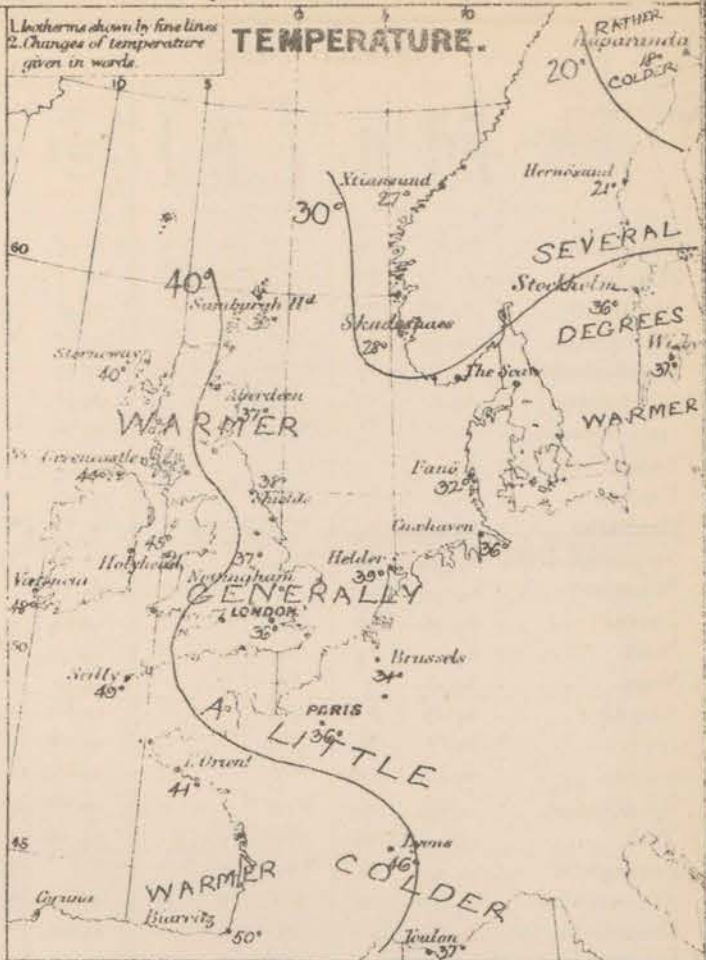 1. Isotherms shown by fine lines
2. Changes of temperature
given in words.
TEMPERATURE.
10
5
0
5
10
RATHER
Haparanda
18°
COLDER
20°
Xtiansund
27°
Hernösand
21°
30°
60
SEVERAL
40°
Sumburgh Hd
Stockholm
36°
Skudesnaes
28°
DEGREES
Wisby
37°
Stornoway
40°
The Scaw
Aberdeen
37°
WARMER
WARMER
Greencastle
44°
38°
Shields
Fanö
32°
Cuxhaven
36°
45°
Holyhead
37°
Nottingham
Helder
39°
Valencia
48°
GENERALLY
LONDON
36°
50
Brussels
34°
Scilly
49°
PARIS
36°
A
LITTLE
L'Orient
41°
45
Lyons
46°
COLDER
WARMER
Corunna
Biarritz
50°
Toulon
37°